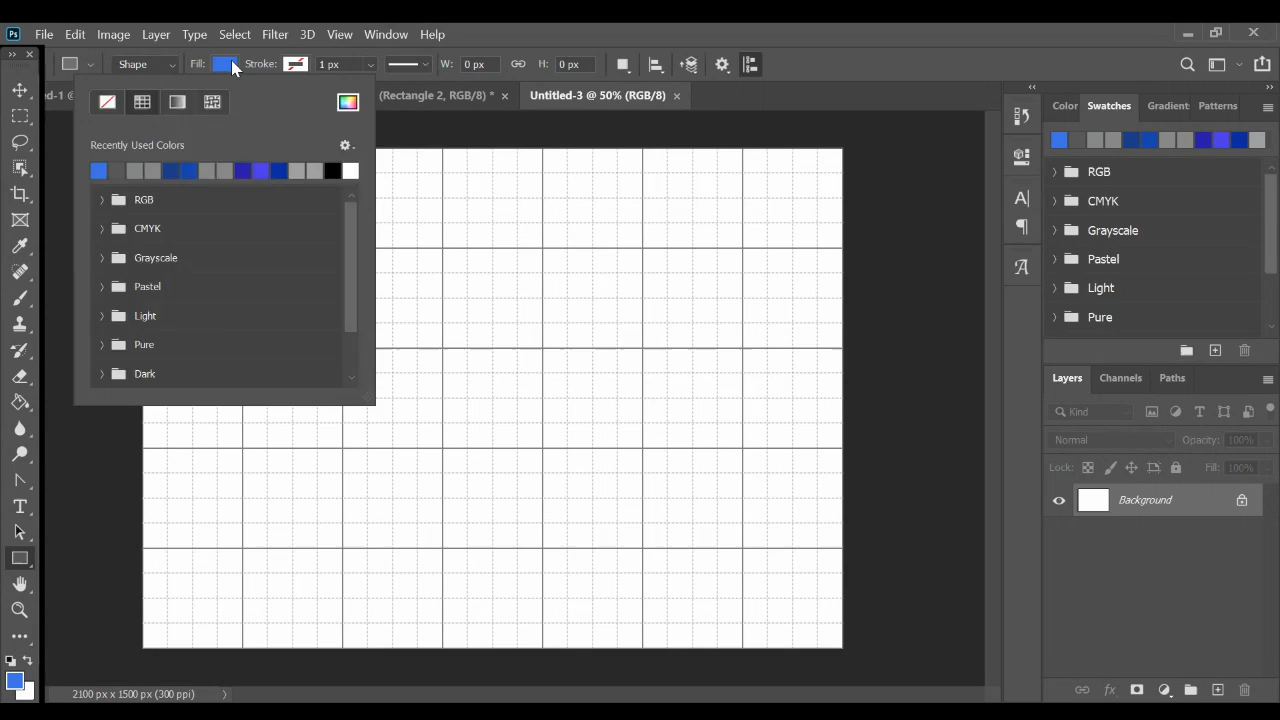 Ps File Edit Image Layer Type Select Filter 3D View Window Help
Shape Fill: Stroke: 1 px W: 0 px H: 0 px
(Rectangle 2, RGB/8) * × Untitled-3 @ 50% (RGB/8) ×
Recently Used Colors
RGB
CMYK
Grayscale
Pastel
Light
Pure
Dark
Color Swatches Gradient Patterns
RGB
CMYK
Grayscale
Pastel
Light
Pure
Layers Channels Paths
Kind
Normal Opacity: 100%
Lock: Fill: 100%
Background
2100 px x 1500 px (300 ppi)